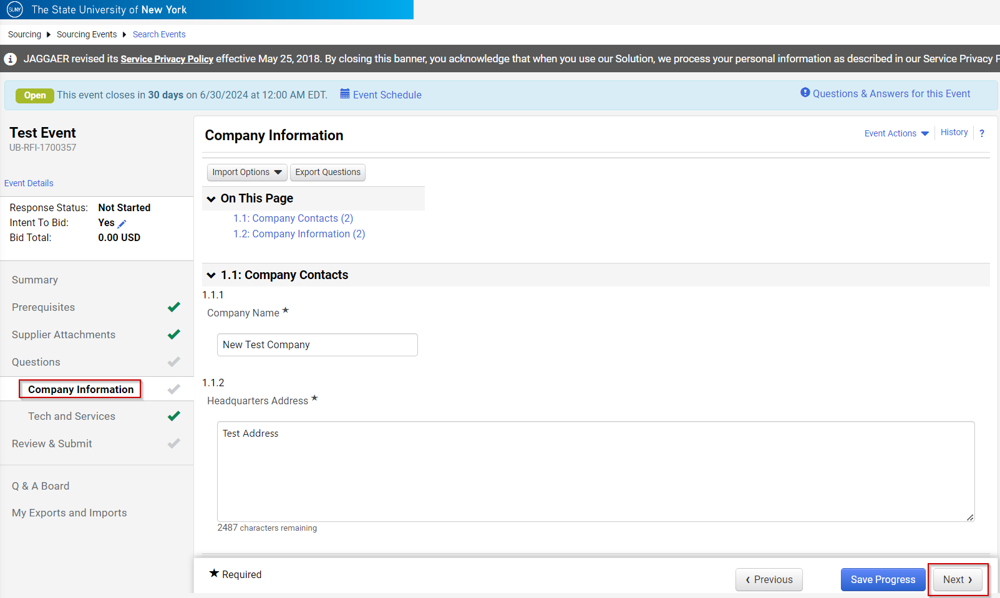 SUNY The State University of New York
Sourcing Sourcing Events Search Events
JAGGAER revised its Service Privacy Policy effective May 25, 2018. By closing this banner, you acknowledge that when you use our Solution, we process your personal information as described in our Service Privacy P
Open This event closes in 30 days on 6/30/2024 at 12:00 AM EDT. Event Schedule Questions & Answers for this Event
Test Event
UB-RFI-1700357
Event Details
Response Status: Not Started
Intent To Bid: Yes
Bid Total: 0.00 USD
Summary
Prerequisites
Supplier Attachments
Questions
Company Information
Tech and Services
Review & Submit
Q & A Board
My Exports and Imports
Company Information
Event Actions History ?
Import Options Export Questions
On This Page
1.1: Company Contacts (2)
1.2: Company Information (2)
1.1: Company Contacts
1.1.1
Company Name ★
New Test Company
1.1.2
Headquarters Address ★
Test Address
2487 characters remaining
★ Required
‹ Previous Save Progress Next ›